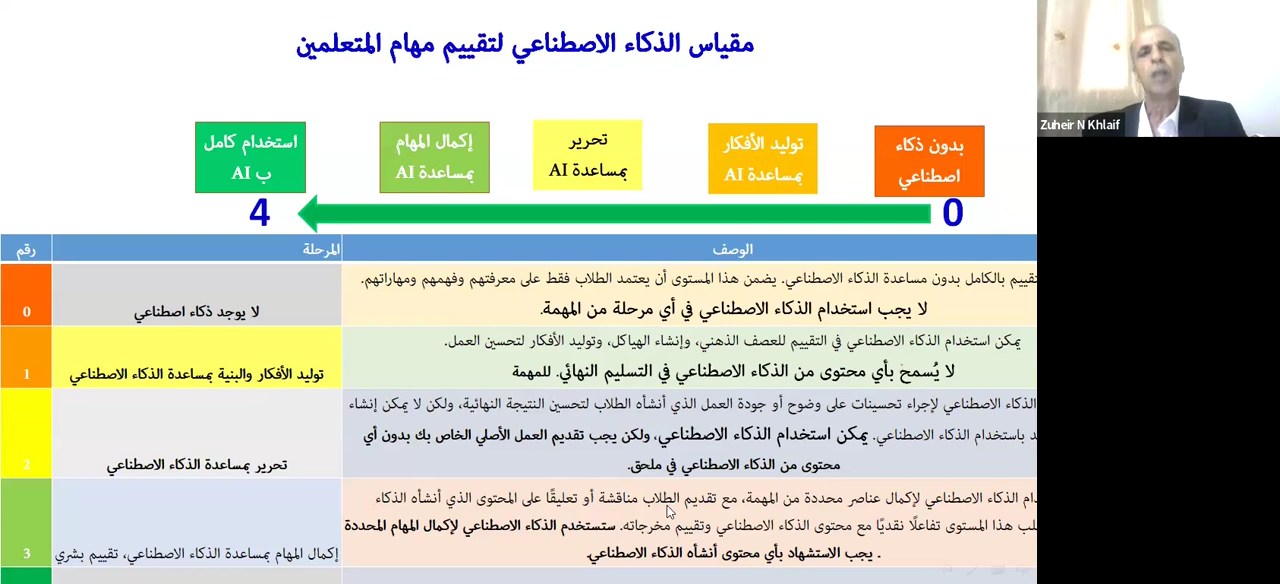 مقياس الذكاء الاصطناعي لتقييم مهام المتعلمين
Zuheir N Khlaif
بدون ذكاء
اصطناعي
توليد الأفكار
بمساعدة AI
تحرير
بمساعدة AI
إكمال المهام
بمساعدة AI
استخدام كامل
ب AI
0
4
الوصف
المرحلة
رقم
تقييم بالكامل بدون مساعدة الذكاء الاصطناعي. يضمن هذا المستوى أن يعتمد الطلاب فقط على معرفتهم وفهمهم ومهاراتهم.
لا يجب استخدام الذكاء الاصطناعي في أي مرحلة من المهمة.
لا يوجد ذكاء اصطناعي
0
يمكن استخدام الذكاء الاصطناعي في التقييم للعصف الذهني، وإنشاء الهياكل، وتوليد الأفكار لتحسين العمل.
لا يُسمح بأي محتوى من الذكاء الاصطناعي في التسليم النهائي. للمهمة
توليد الأفكار والبنية بمساعدة الذكاء الاصطناعي
1
الذكاء الاصطناعي لإجراء تحسينات على وضوح أو جودة العمل الذي أنشأه الطلاب لتحسين النتيجة النهائية، ولكن لا يمكن إنشاء
باستخدام الذكاء الاصطناعي. يمكن استخدام الذكاء الاصطناعي، ولكن يجب تقديم العمل الأصلي الخاص بك بدون أي
محتوى من الذكاء الاصطناعي في ملحق.
تحرير بمساعدة الذكاء الاصطناعي
2
الذكاء الاصطناعي لإكمال عناصر محددة من المهمة، مع تقديم الطلاب مناقشة أو تعليقًا على المحتوى الذي أنشأه الذكاء
هذا المستوى تفاعلًا نقديًا مع محتوى الذكاء الاصطناعي وتقييم مخرجاته. ستستخدم الذكاء الاصطناعي لإكمال المهام المحددة
. يجب الاستشهاد بأي محتوى أنشأه الذكاء الاصطناعي.
إكمال المهام بمساعدة الذكاء الاصطناعي، تقييم بشري
3